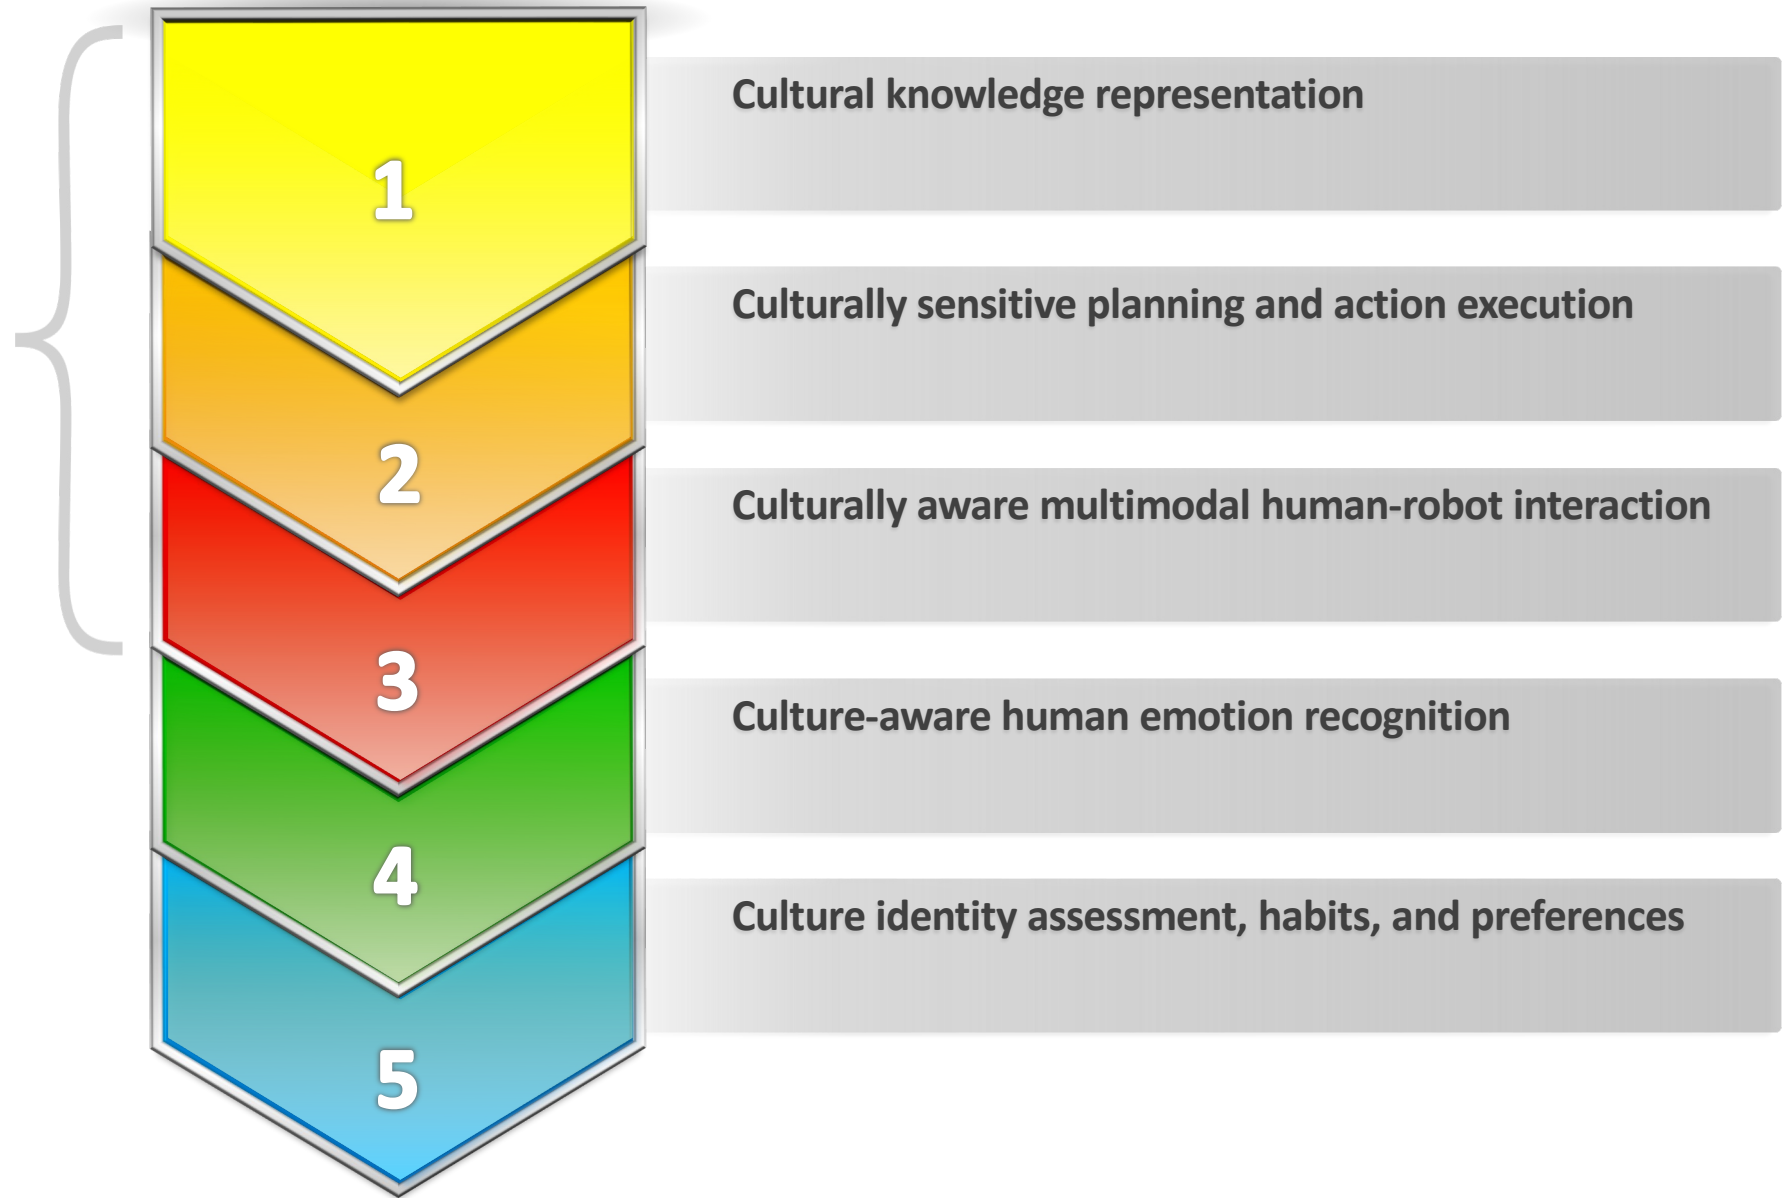 1
Cultural knowledge representation
2
Culturally sensitive planning and action execution
3
Culturally aware multimodal human-robot interaction
4
Culture-aware human emotion recognition
5
Culture identity assessment, habits, and preferences